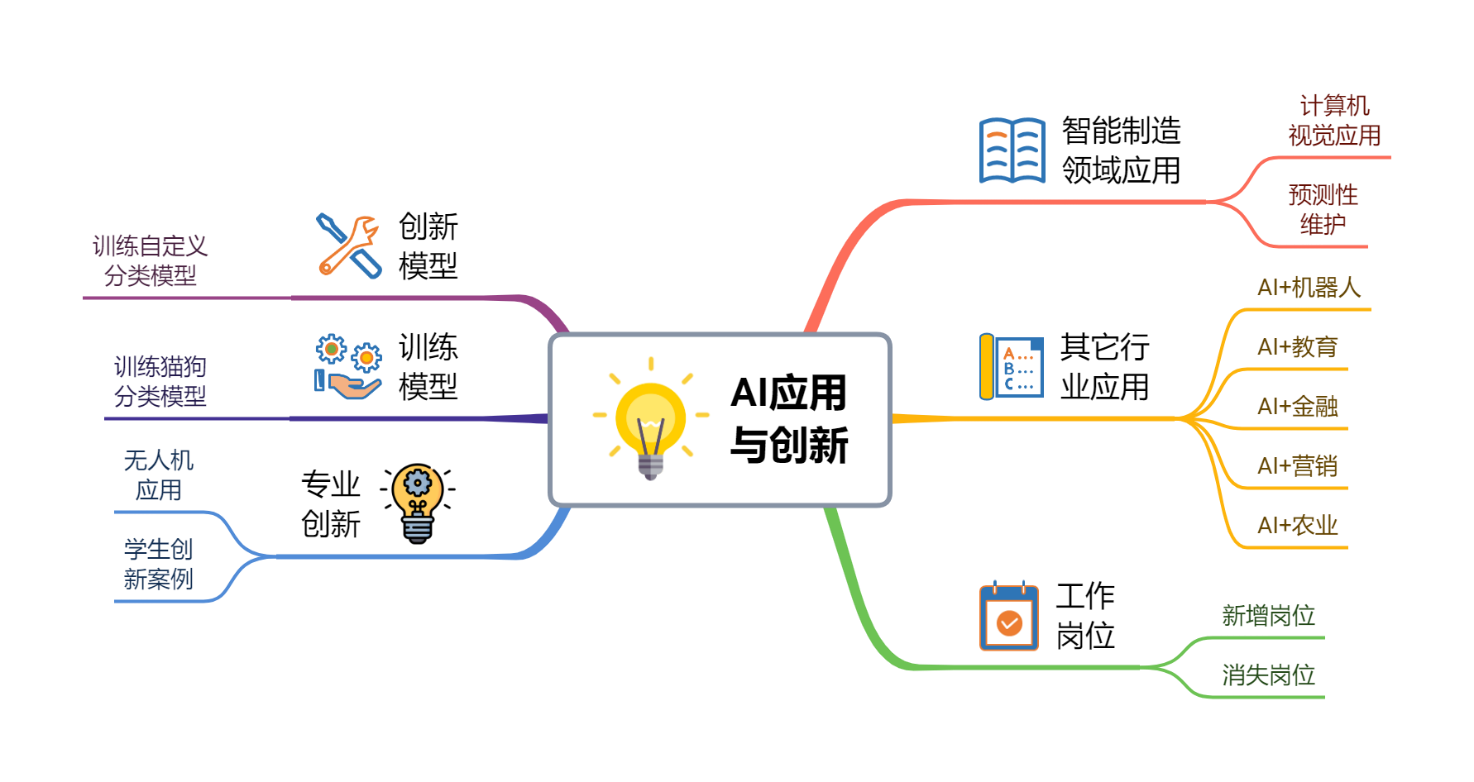 AI应用
与创新
智能制造
领域应用
计算机
视觉应用
预测性
维护
其它行
业应用
A...
B...
C...
AI+机器人
AI+教育
AI+金融
AI+营销
AI+农业
工作
岗位
新增岗位
消失岗位
创新
模型
训练自定义
分类模型
训练
模型
训练猫狗
分类模型
专业
创新
无人机
应用
学生创
新案例